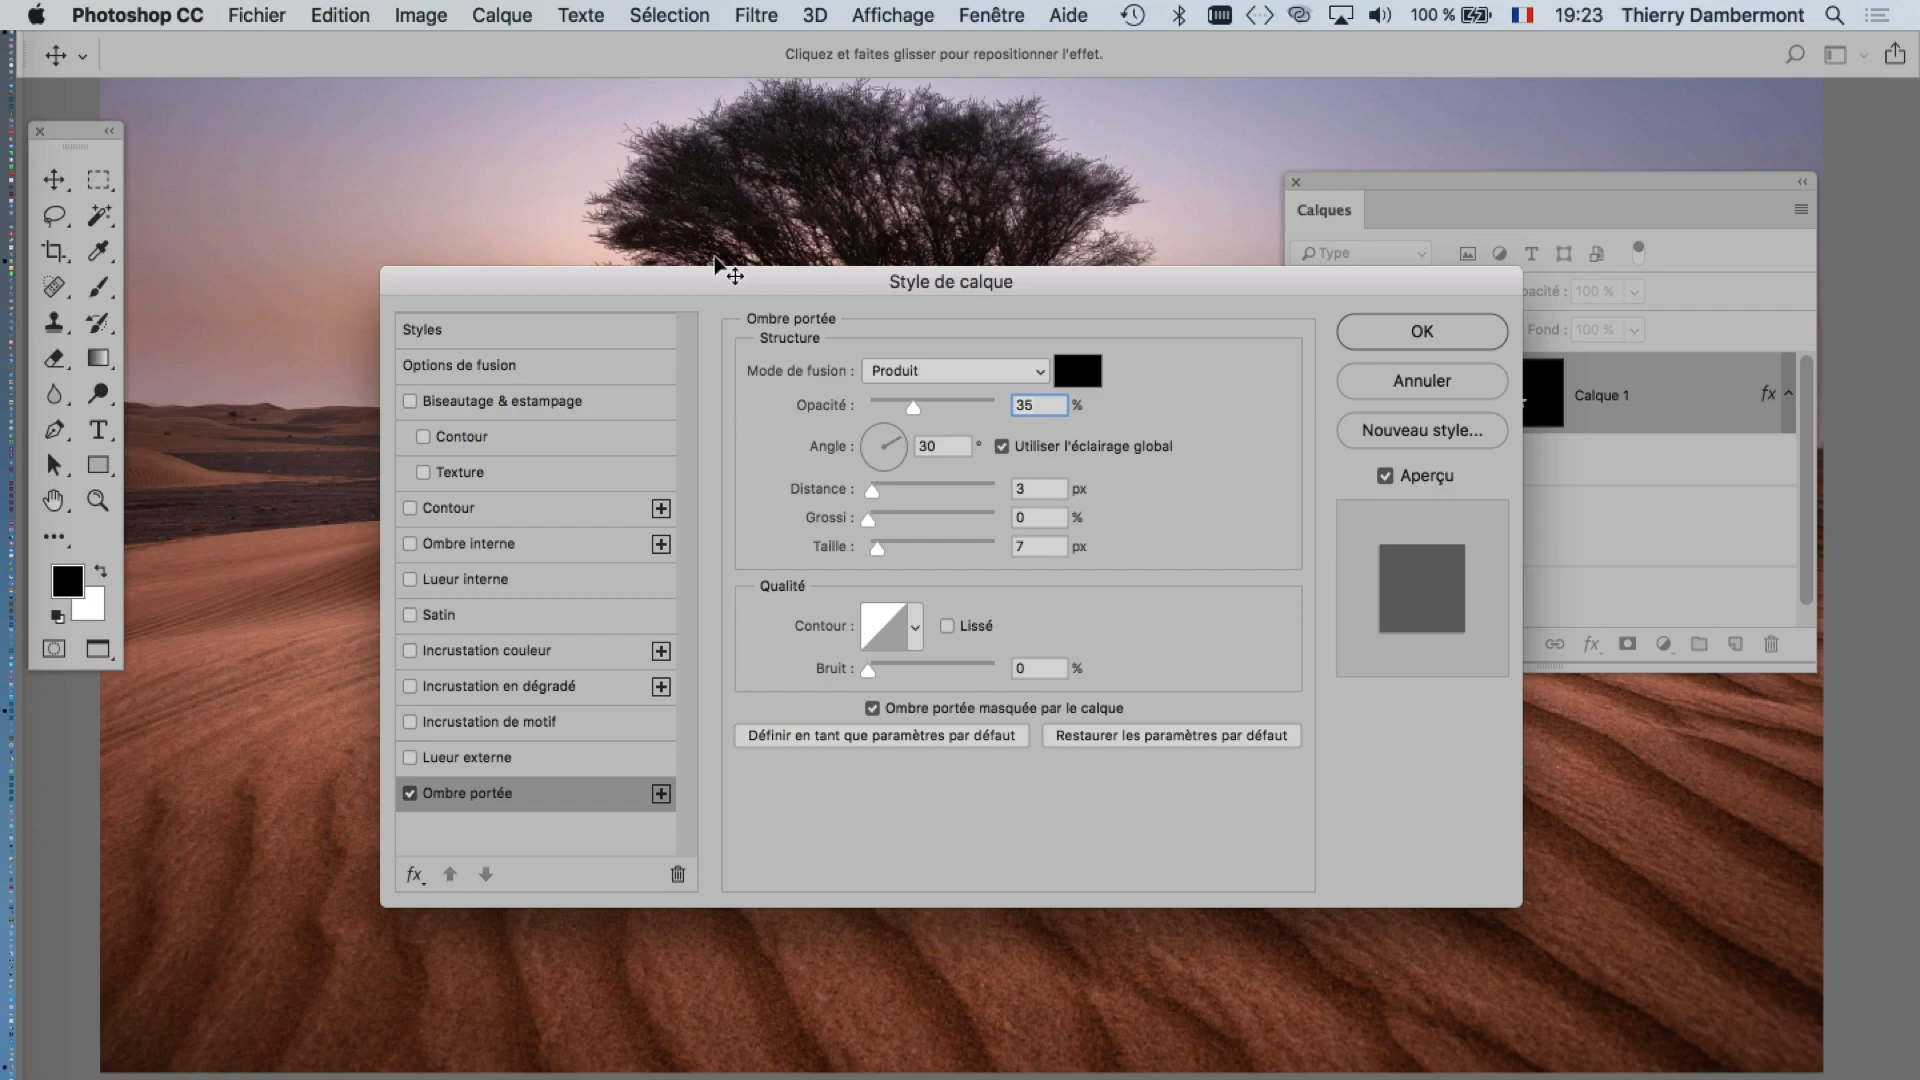 Photoshop CC Fichier Edition Image Calque Texte Sélection Filtre 3D Affichage Fenêtre Aide 100 % 19:23 Thierry Dambermont
Cliquez et faites glisser pour repositionner l'effet.
Calques
Type
Style de calque
Styles
Options de fusion
Biseautage & estampage
Contour
Texture
Contour
Ombre interne
Lueur interne
Satin
Incrustation couleur
Incrustation en dégradé
Incrustation de motif
Lueur externe
Ombre portée
fx
Ombre portée
Structure
Mode de fusion : Produit
Opacité : 35 %
Angle : 30 ° Utiliser l'éclairage global
Distance : 3 px
Grossi : 0 %
Taille : 7 px
Qualité
Contour : Lissé
Bruit : 0 %
Ombre portée masquée par le calque
Définir en tant que paramètres par défaut Restaurer les paramètres par défaut
OK
Annuler
Nouveau style...
Aperçu
100 %
Fond : 100 %
Calque 1 fx
fx